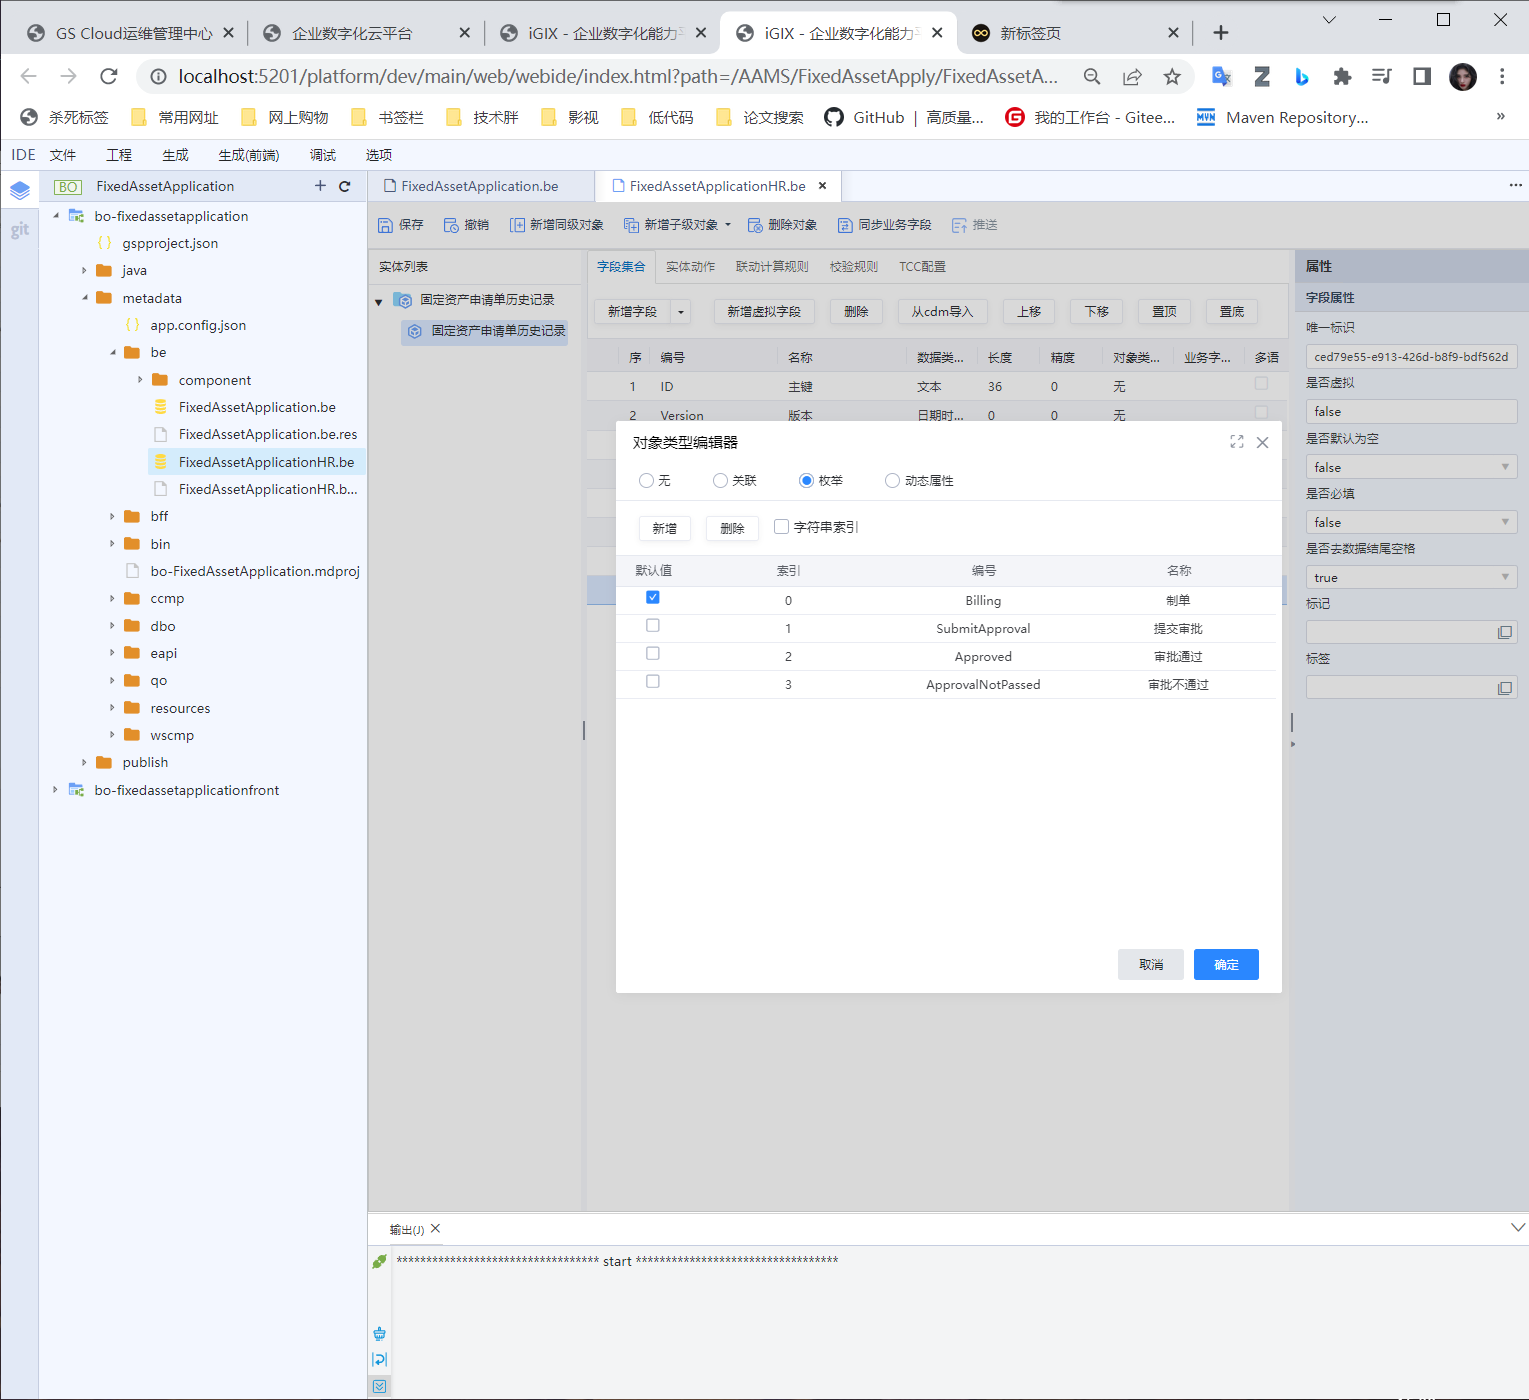 GS Cloud运维管理中心
企业数字化云平台
iGIX - 企业数字化能力平
iGIX - 企业数字化能力平
新标签页
localhost:5201/platform/dev/main/web/webide/index.html?path=/AAMS/FixedAssetApply/FixedAssetA...
杀死标签
常用网址
网上购物
书签栏
技术胖
影视
低代码
论文搜索
GitHub | 高质量...
我的工作台 - Gitee...
Maven Repository...
»
IDE 文件 工程 生成 生成(前端) 调试 选项
BO FixedAssetApplication
FixedAssetApplication.be
FixedAssetApplicationHR.be
git
bo-fixedassetapplication
gspproject.json
java
metadata
app.config.json
be
component
FixedAssetApplication.be
FixedAssetApplication.be.res
FixedAssetApplicationHR.be
FixedAssetApplicationHR.b...
bff
bin
bo-FixedAssetApplication.mdproj
ccmp
dbo
eapi
qo
resources
wscmp
publish
bo-fixedassetapplicationfront
保存 撤销 新增同级对象 新增子级对象 删除对象 同步业务字段 推送
实体列表
固定资产申请单历史记录
固定资产申请单历史记录
字段集合 实体动作 联动计算规则 校验规则 TCC配置
新增字段 新增虚拟字段 删除 从cdm导入 上移 下移 置顶 置底
序 编号 名称 数据类... 长度 精度 对象类... 业务字... 多语
1 ID 主键 文本 36 0 无
2 Version 版本 日期时... 0 0 无
对象类型编辑器
无 关联 枚举 动态属性
新增 删除 字符串索引
默认值 索引 编号 名称
0 Billing 制单
1 SubmitApproval 提交审批
2 Approved 审批通过
3 ApprovalNotPassed 审批不通过
取消 确定
属性
字段属性
唯一标识
ced79e55-e913-426d-b8f9-bdf562d
是否虚拟
false
是否默认为空
false
是否必填
false
是否去数据结尾空格
true
标记
标签
输出(J)
********************************** start **********************************